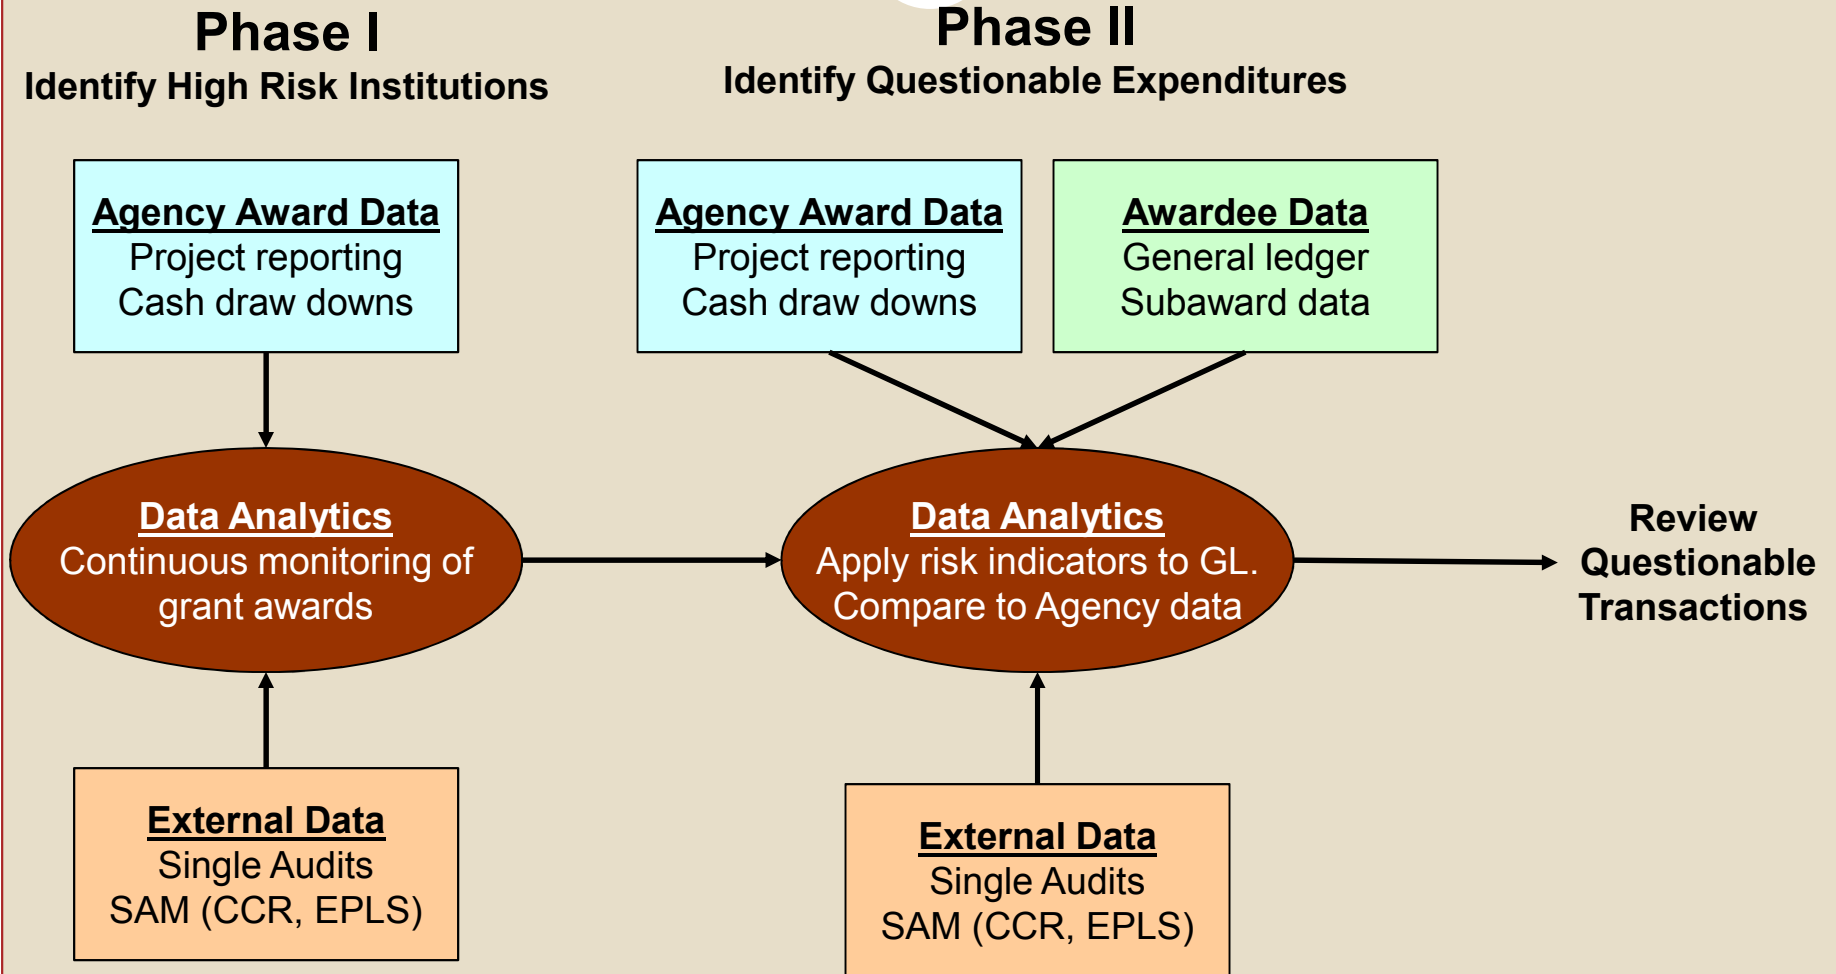 Phase I
Identify High Risk Institutions
Phase II
Identify Questionable Expenditures
Agency Award Data
Project reporting
Cash draw downs
Agency Award Data
Project reporting
Cash draw downs
Awardee Data
General ledger
Subaward data
Data Analytics
Continuous monitoring of
grant awards
Data Analytics
Apply risk indicators to GL.
Compare to Agency data
Review
Questionable
Transactions
External Data
Single Audits
SAM (CCR, EPLS)
External Data
Single Audits
SAM (CCR, EPLS)